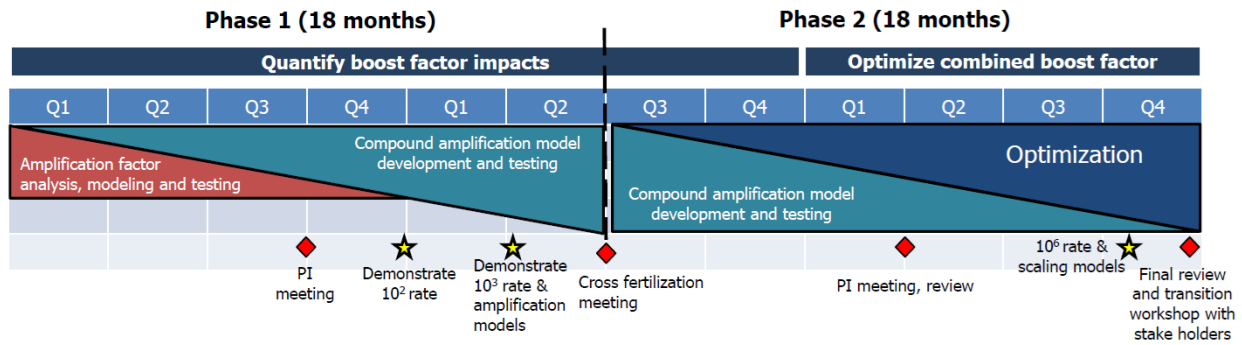 Phase 1 (18 months)
Phase 2 (18 months)
Quantify boost factor impacts
Optimize combined boost factor
Q1 Q2 Q3 Q4 Q1 Q2 Q3 Q4 Q1 Q2 Q3 Q4
Compound amplification model
development and testing
Amplification factor
analysis, modeling and testing
Optimization
Compound amplification model
development and testing
PI
meeting
Demonstrate
10² rate
Demonstrate
10³ rate &
amplification
models
Cross fertilization
meeting
PI meeting, review
10⁶ rate &
scaling models
Final review
and transition
workshop with
stake holders